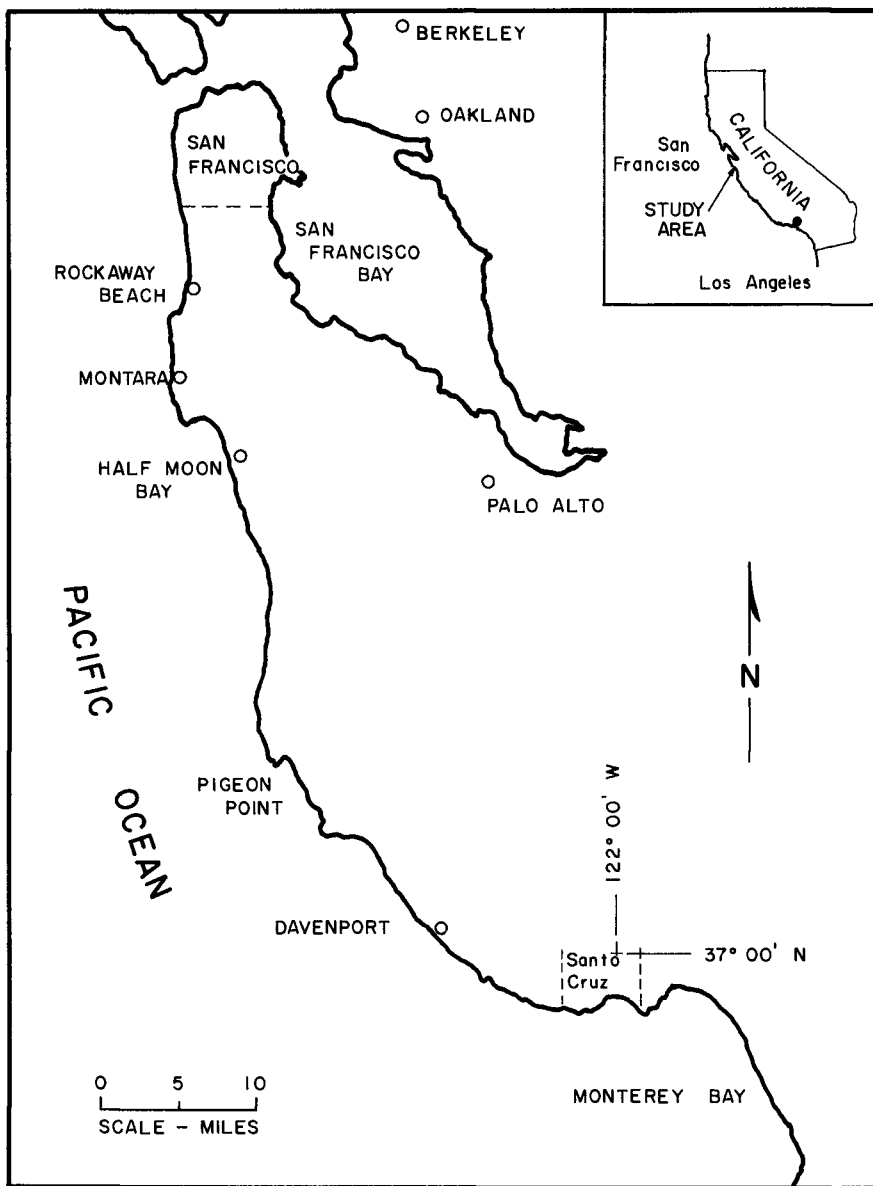 BERKELEY
OAKLAND
SAN
FRANCISCO
SAN
FRANCISCO
BAY
ROCKAWAY
BEACH
MONTARA
HALF MOON
BAY
PALO ALTO
San
Francisco
CALIFORNIA
STUDY
AREA
Los Angeles
PACIFIC
OCEAN
N
PIGEON
POINT
DAVENPORT
122° 00' W
37° 00' N
Santo
Cruz
MONTEREY BAY
0 5 10
SCALE - MILES